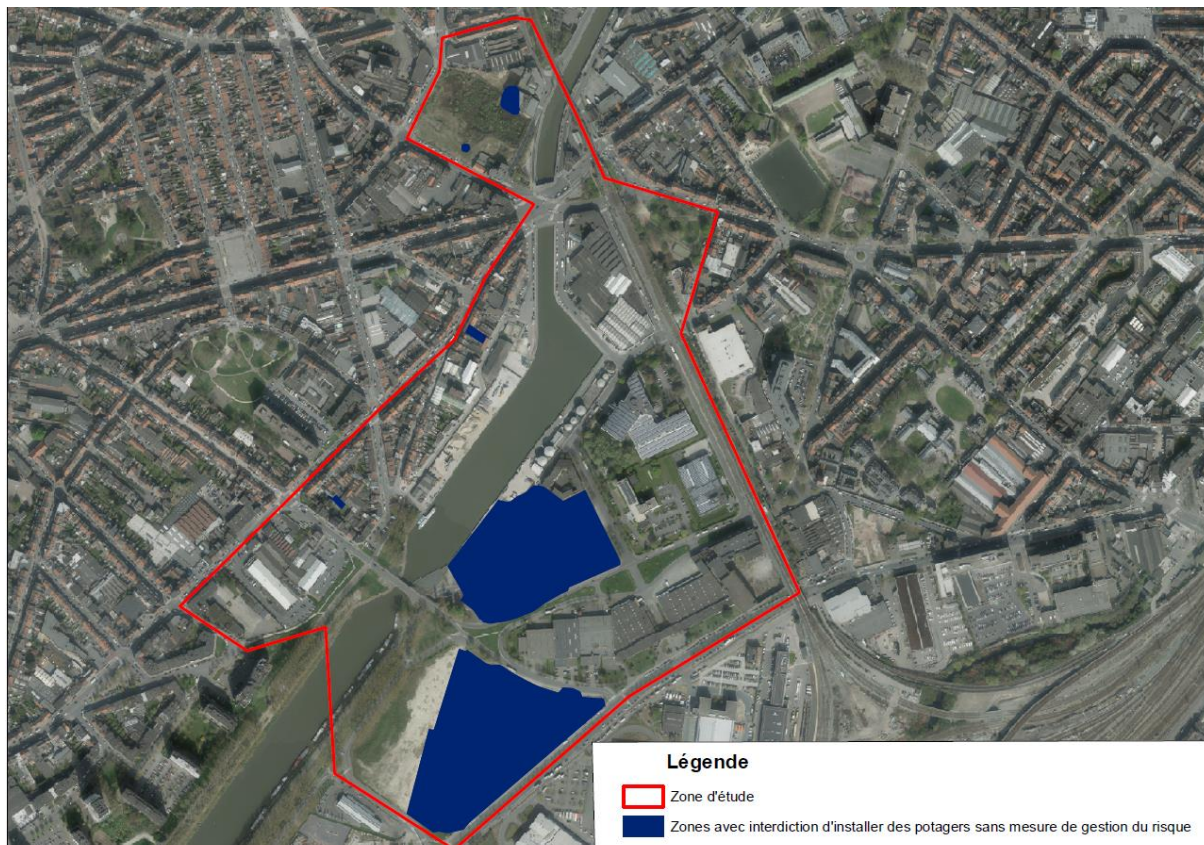 Légende
Zone d'étude
Zones avec interdiction d'installer des potagers sans mesure de gestion du risque